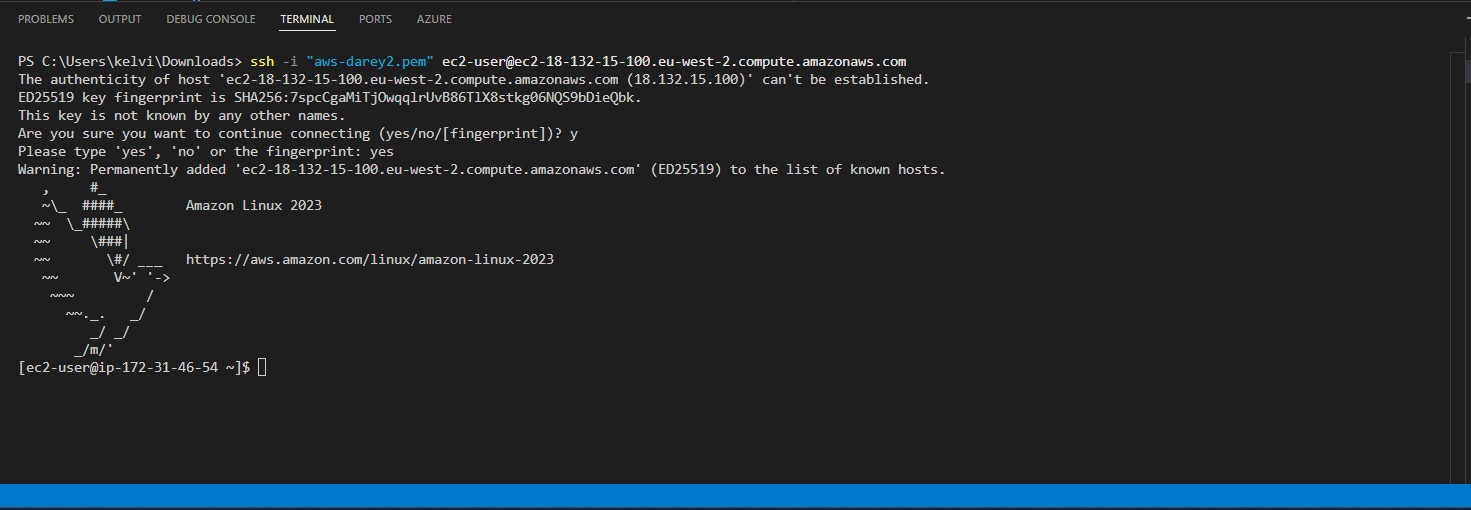 PROBLEMS OUTPUT DEBUG CONSOLE TERMINAL PORTS AZURE
PS C:\Users\kelvi\Downloads> ssh -i "aws-darey2.pem" ec2-user@ec2-18-132-15-100.eu-west-2.compute.amazonaws.com
The authenticity of host 'ec2-18-132-15-100.eu-west-2.compute.amazonaws.com (18.132.15.100)' can't be established.
ED25519 key fingerprint is SHA256:7spcCgaMiTjOwqqlrUvB86TlX8stkg06NQS9bDieQbk.
This key is not known by any other names.
Are you sure you want to continue connecting (yes/no/[fingerprint])? y
Please type 'yes', 'no' or the fingerprint: yes
Warning: Permanently added 'ec2-18-132-15-100.eu-west-2.compute.amazonaws.com' (ED25519) to the list of known hosts.
   ,     #_
   ~\_  ####_        Amazon Linux 2023
  ~~  \_#####\
  ~~     \###|
  ~~       \#/ ___   https://aws.amazon.com/linux/amazon-linux-2023
   ~~       V~' '->
    ~~~         /
      ~~._.   _/
         _/ _/
       _/m/'
[ec2-user@ip-172-31-46-54 ~]$